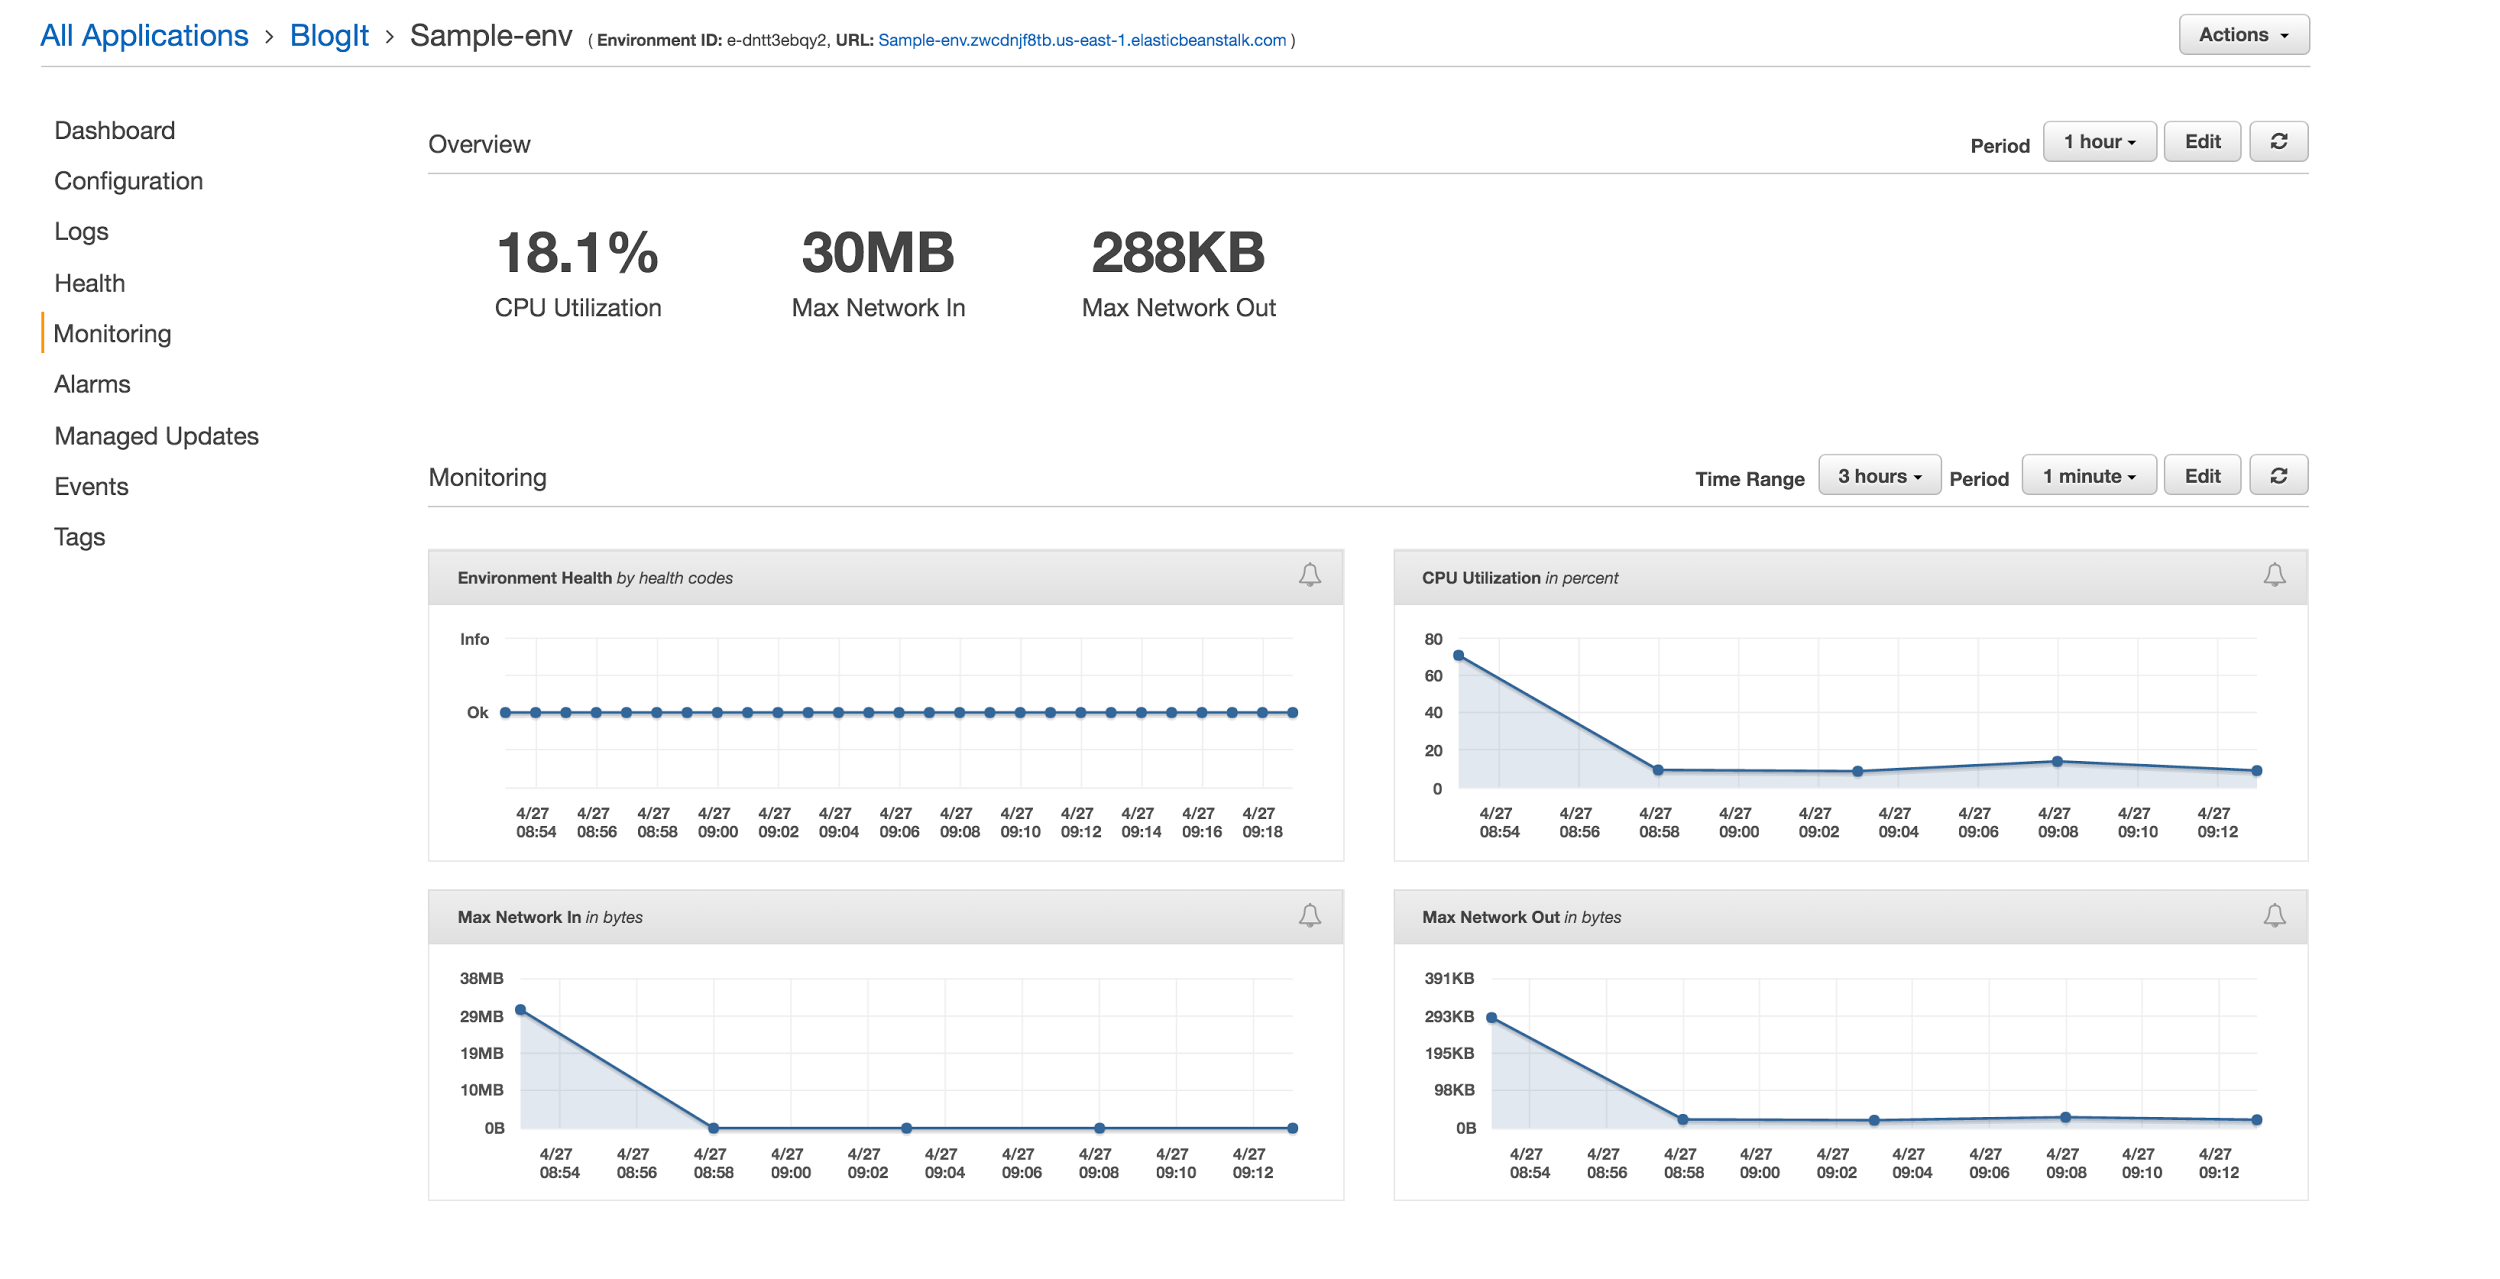 All Applications > BlogIt > Sample-env ( Environment ID: e-dntt3ebqy2, URL: Sample-env.zwcdnjf8tb.us-east-1.elasticbeanstalk.com )
Actions
Dashboard
Configuration
Logs
Health
Monitoring
Alarms
Managed Updates
Events
Tags
Overview
Period 1 hour Edit
18.1% 30MB 288KB
CPU Utilization Max Network In Max Network Out
Monitoring
Time Range 3 hours Period 1 minute Edit
Environment Health by health codes
Info
Ok
4/27 4/27 4/27 4/27 4/27 4/27 4/27 4/27 4/27 4/27 4/27 4/27 4/27
08:54 08:56 08:58 09:00 09:02 09:04 09:06 09:08 09:10 09:12 09:14 09:16 09:18
CPU Utilization in percent
80
60
40
20
0
4/27 4/27 4/27 4/27 4/27 4/27 4/27 4/27 4/27 4/27
08:54 08:56 08:58 09:00 09:02 09:04 09:06 09:08 09:10 09:12
Max Network In in bytes
38MB
29MB
19MB
10MB
0B
4/27 4/27 4/27 4/27 4/27 4/27 4/27 4/27 4/27 4/27
08:54 08:56 08:58 09:00 09:02 09:04 09:06 09:08 09:10 09:12
Max Network Out in bytes
391KB
293KB
195KB
98KB
0B
4/27 4/27 4/27 4/27 4/27 4/27 4/27 4/27 4/27 4/27
08:54 08:56 08:58 09:00 09:02 09:04 09:06 09:08 09:10 09:12